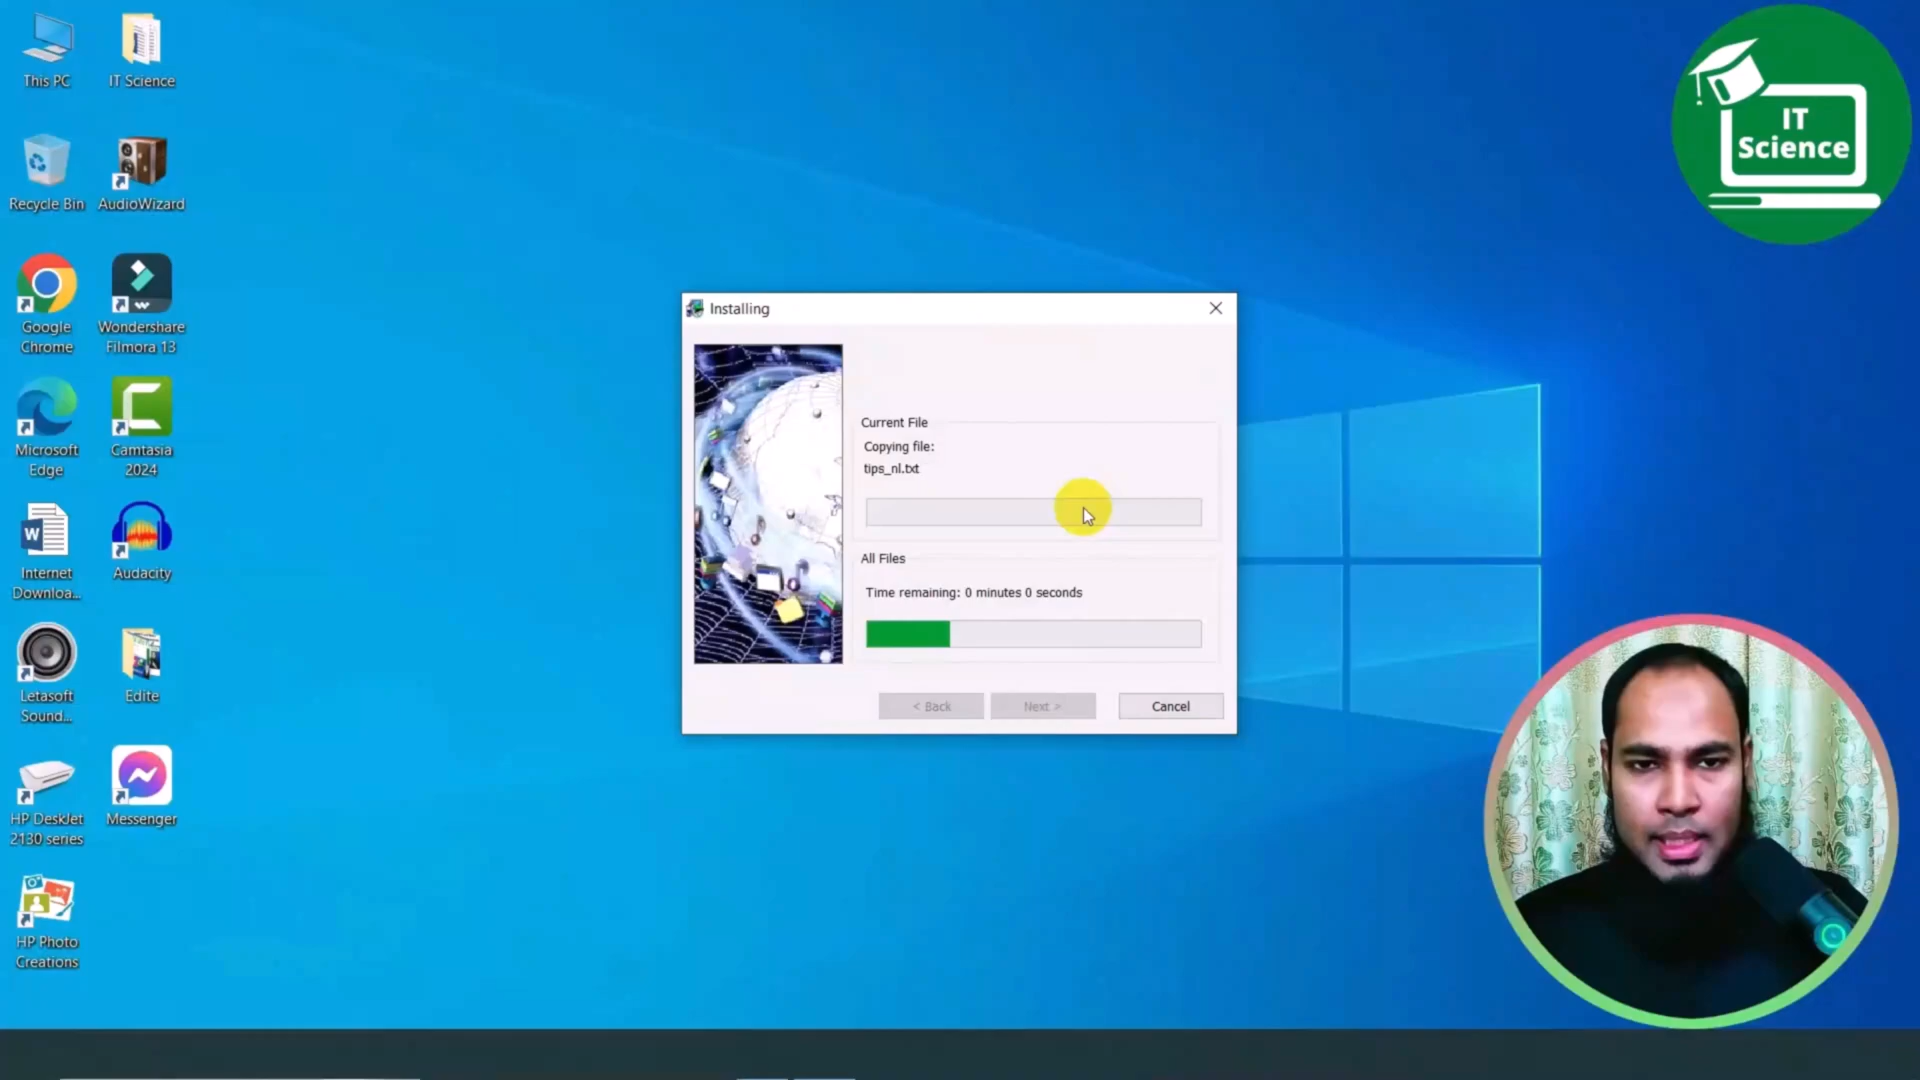 This PC
IT Science
Recycle Bin
AudioWizard
Google
Chrome
Wondershare
Filmora 13
Microsoft
Edge
Camtasia
2024
W
Internet
Downloa...
Audacity
Letasoft
Sound...
Edite
HP DeskJet
2130 series
Messenger
HP Photo
Creations
Installing
Current File
Copying file:
tips_nl.txt
All Files
Time remaining: 0 minutes 0 seconds
< Back
Next >
Cancel
IT
Science